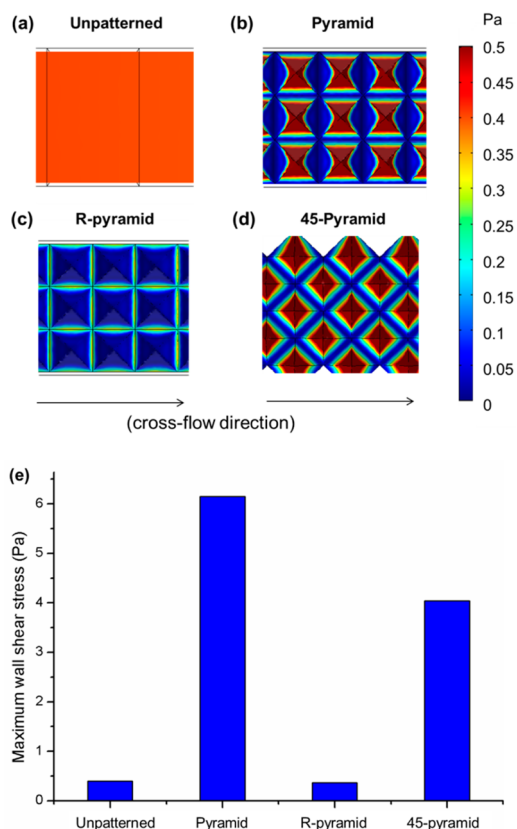 (a) Unpatterned
(b) Pyramid
Pa
0.5
0.45
0.4
0.35
0.3
0.25
0.2
0.15
0.1
0.05
0
(c) R-pyramid
(d) 45-Pyramid
(cross-flow direction)
(e)
Maximum wall shear stress (Pa)
6
5
4
3
2
1
0
Unpatterned Pyramid R-pyramid 45-pyramid